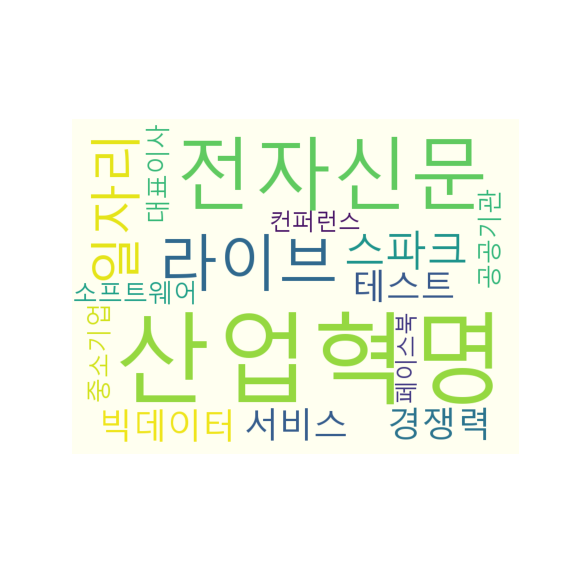 일자리
대표이사
전자신문
컨퍼런스
공공기관
라이브
스파크
테스트
소프트웨어
중소기업
산업혁명
페이스북
빅데이터
서비스
경쟁력